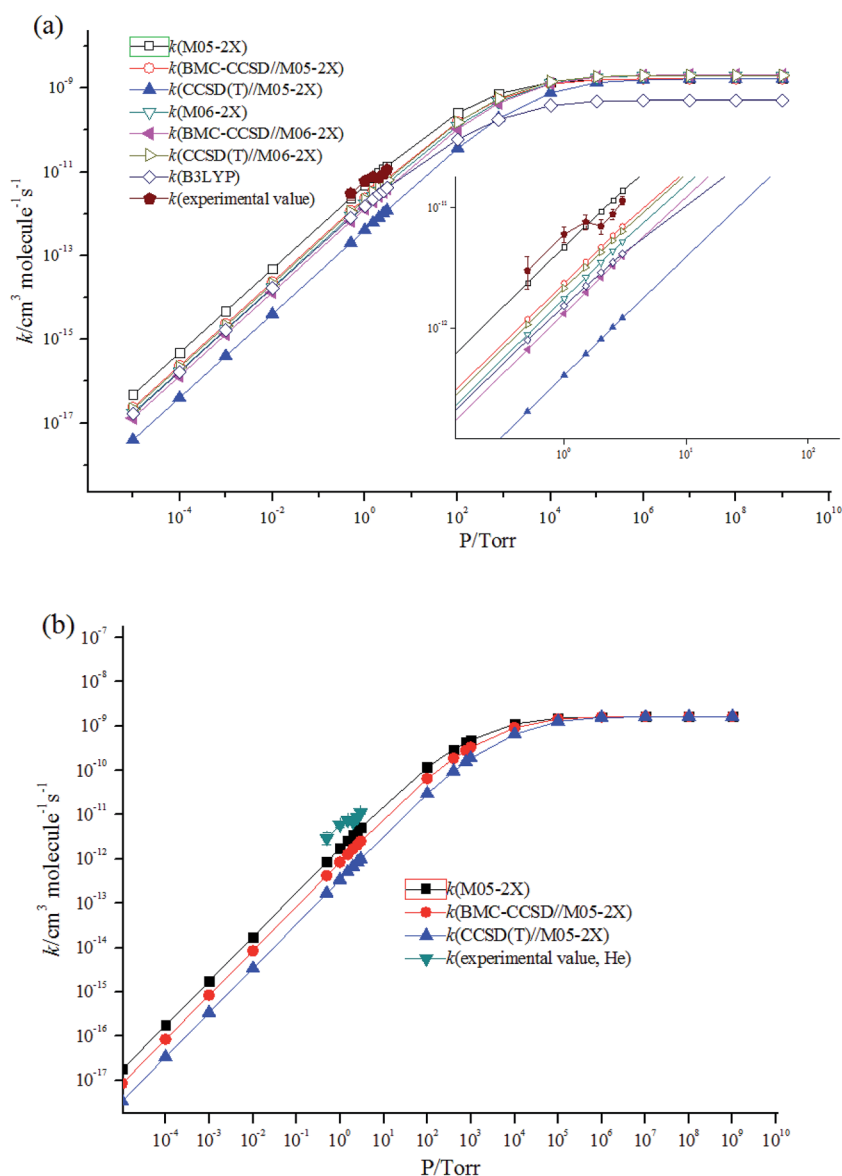 (a)
k(M05-2X)
k(BMC-CCSD//M05-2X)
k(CCSD(T)//M05-2X)
k(M06-2X)
k(BMC-CCSD//M06-2X)
k(CCSD(T)//M06-2X)
k(B3LYP)
k(experimental value)
k/cm³ molecule⁻¹s⁻¹
10⁻⁹
10⁻¹¹
10⁻¹³
10⁻¹⁵
10⁻¹⁷
10⁻¹¹
10⁻¹²
10⁰ 10¹ 10²
10⁻⁴ 10⁻² 10⁰ 10² 10⁴ 10⁶ 10⁸ 10¹⁰
P/Torr
(b)
k/cm³ molecule⁻¹s⁻¹
10⁻⁷
10⁻⁸
10⁻⁹
10⁻¹⁰
10⁻¹¹
10⁻¹²
10⁻¹³
10⁻¹⁴
10⁻¹⁵
10⁻¹⁶
10⁻¹⁷
k(M05-2X)
k(BMC-CCSD//M05-2X)
k(CCSD(T)//M05-2X)
k(experimental value, He)
10⁻⁴ 10⁻³ 10⁻² 10⁻¹ 10⁰ 10¹ 10² 10³ 10⁴ 10⁵ 10⁶ 10⁷ 10⁸ 10⁹ 10¹⁰
P/Torr